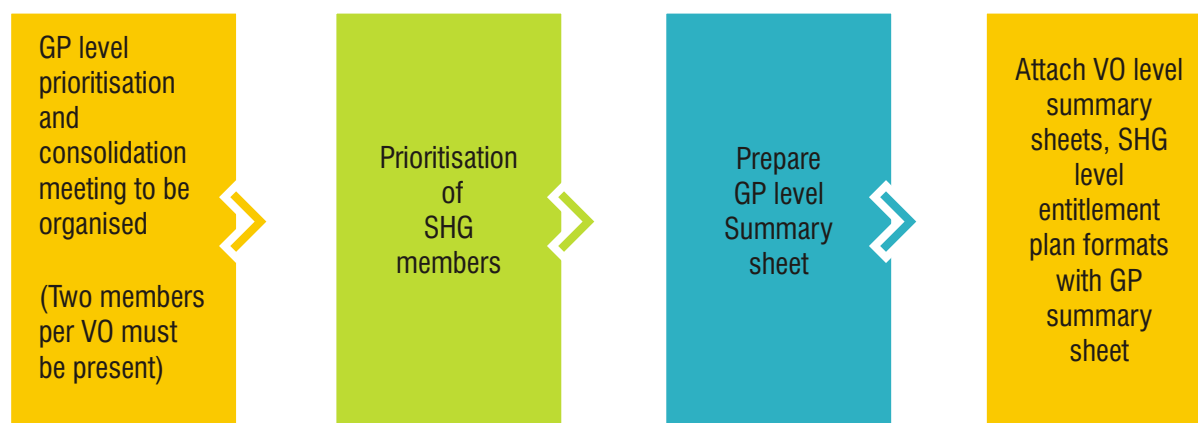 GP level
prioritisation
and
consolidation
meeting to be
organised
(Two members
per VO must
be present)
Prioritisation
of
SHG
members
Prepare
GP level
Summary
sheet
Attach VO level
summary
sheets, SHG
level
entitlement
plan formats
with GP
summary
sheet